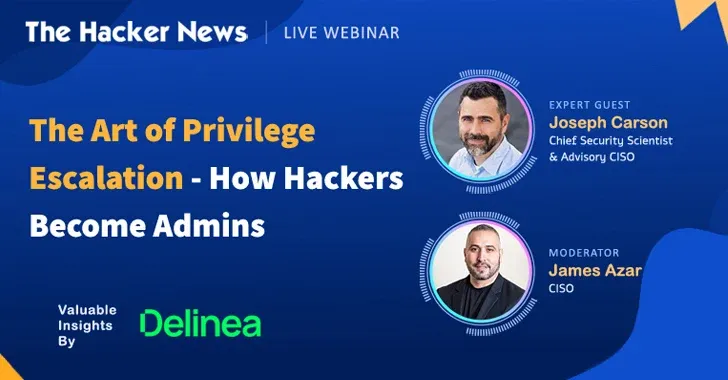 The Hacker News | LIVE WEBINAR
The Art of Privilege
Escalation - How Hackers
Become Admins
EXPERT GUEST
Joseph Carson
Chief Security Scientist
& Advisory CISO
MODERATOR
James Azar
CISO
Valuable
Insights
By
Delinea